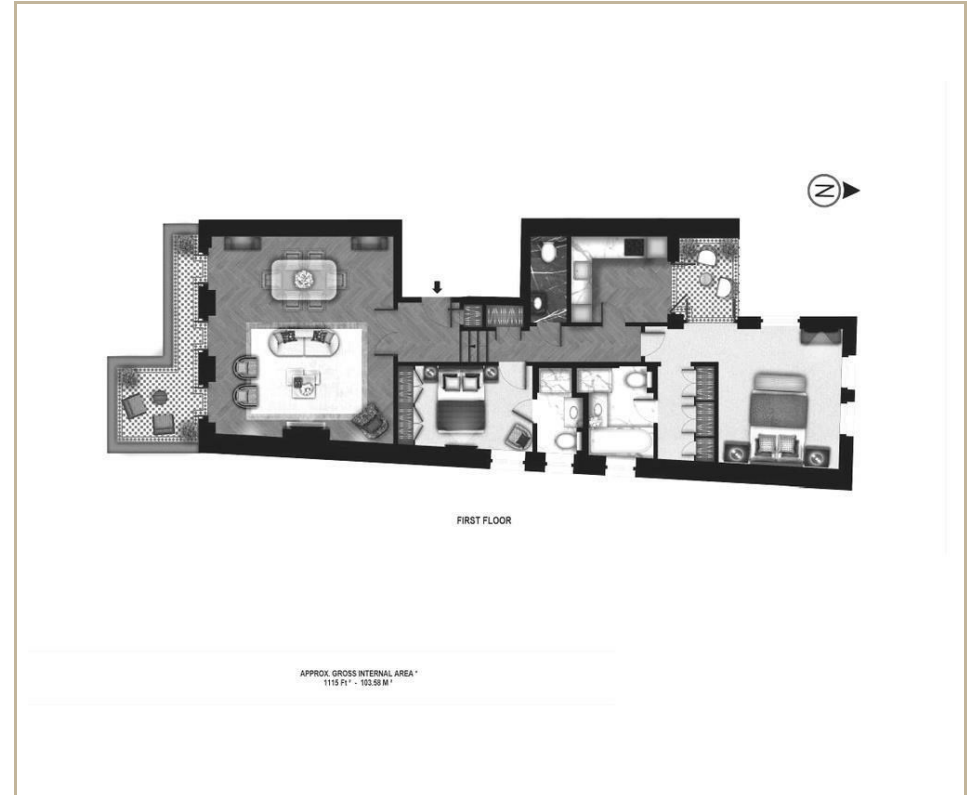 N
FIRST FLOOR
APPROX. GROSS INTERNAL AREA *
1115 Ft ² - 103.58 M ²